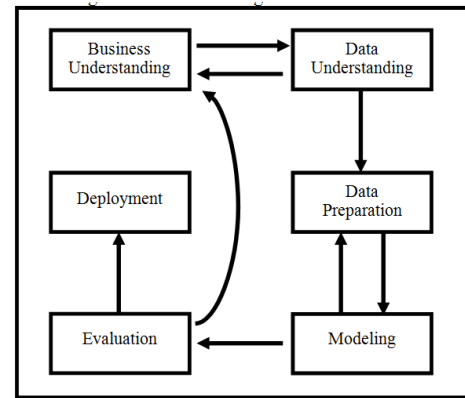 Business
Understanding
Data
Understanding
Deployment
Data
Preparation
Evaluation
Modeling